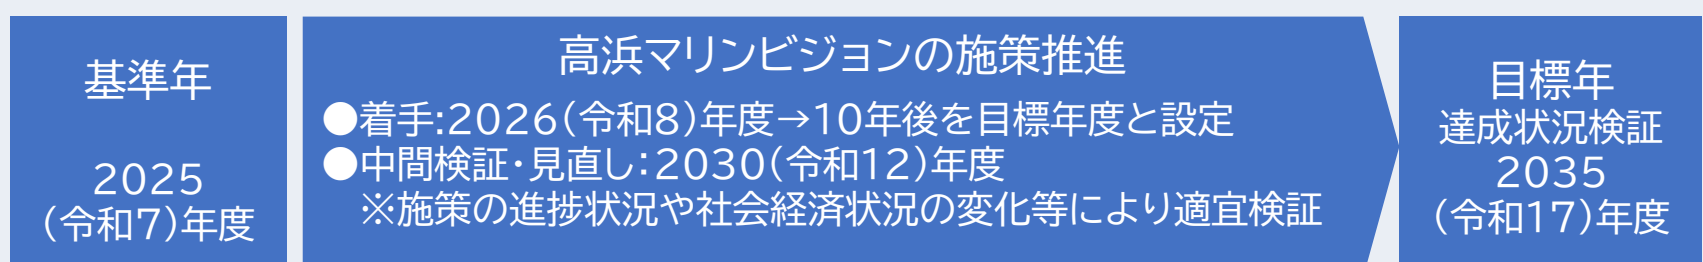 基準年
2025
(令和7)年度
高浜マリンビジョンの施策推進
●着手:2026(令和8)年度→10年後を目標年度と設定
●中間検証・見直し:2030(令和12)年度
※施策の進捗状況や社会経済状況の変化等により適宜検証
目標年
達成状況検証
2035
(令和17)年度